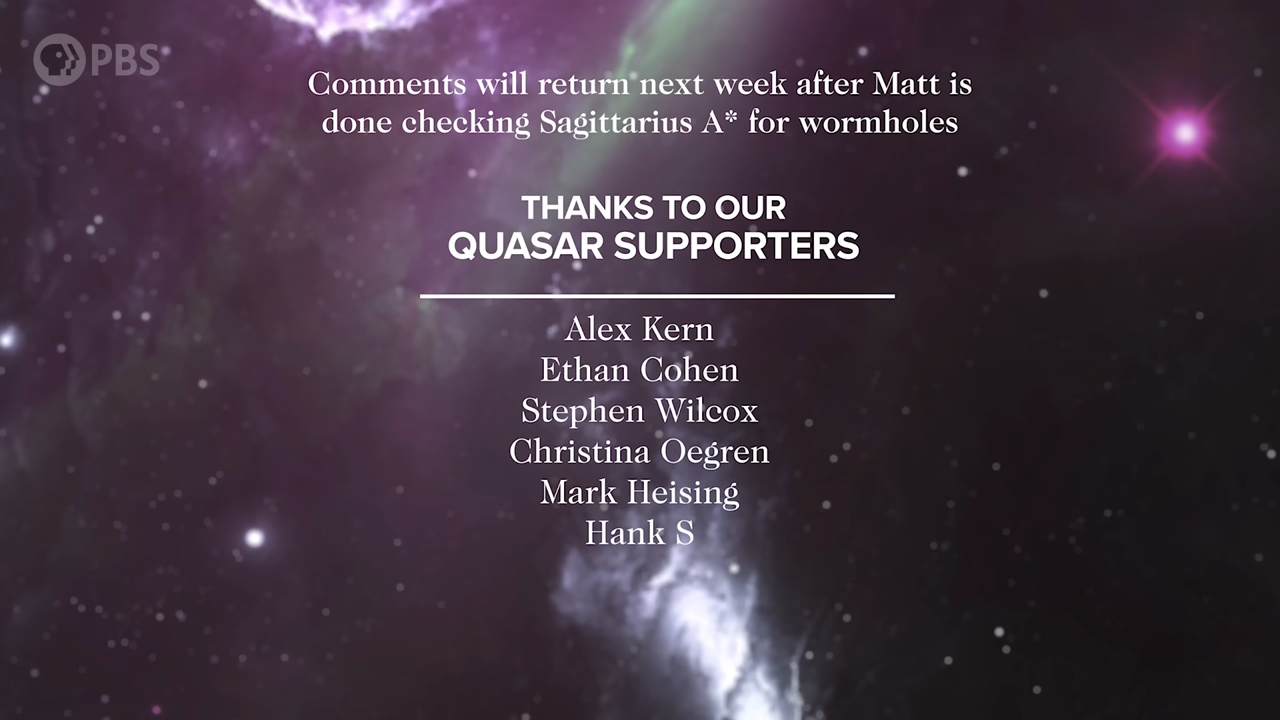 PBS
Comments will return next week after Matt is
done checking Sagittarius A* for wormholes
THANKS TO OUR
QUASAR SUPPORTERS
Alex Kern
Ethan Cohen
Stephen Wilcox
Christina Oegren
Mark Heising
Hank S